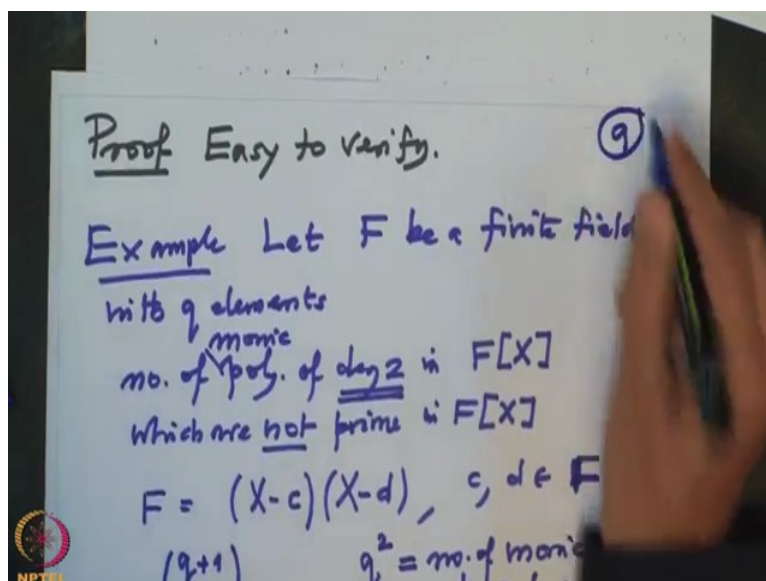 Proof Easy to verify. 9
Example Let F be a finite field
with q elements
no. of monic poly. of deg 2 in F[X]
which are not prime in F[X]
F = (X-c)(X-d), c, d ∈ F
(q+1) q² = no. of monic
NPTEL